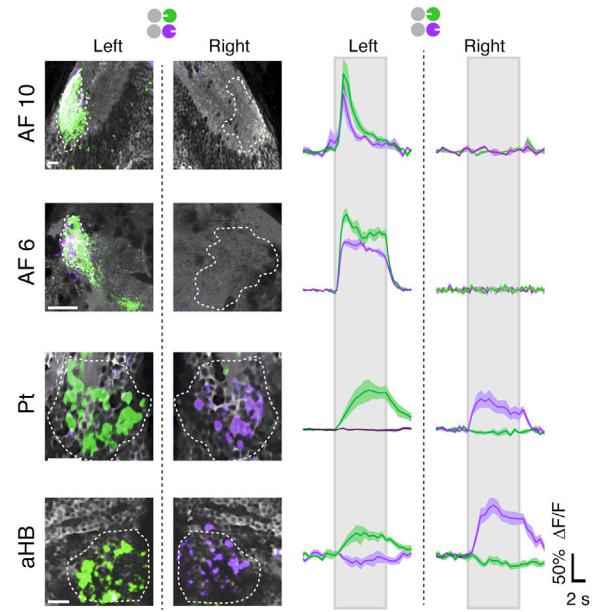 Left Right Left Right
AF 10
AF 6
Pt
aHB
50% ΔF/F
2 s